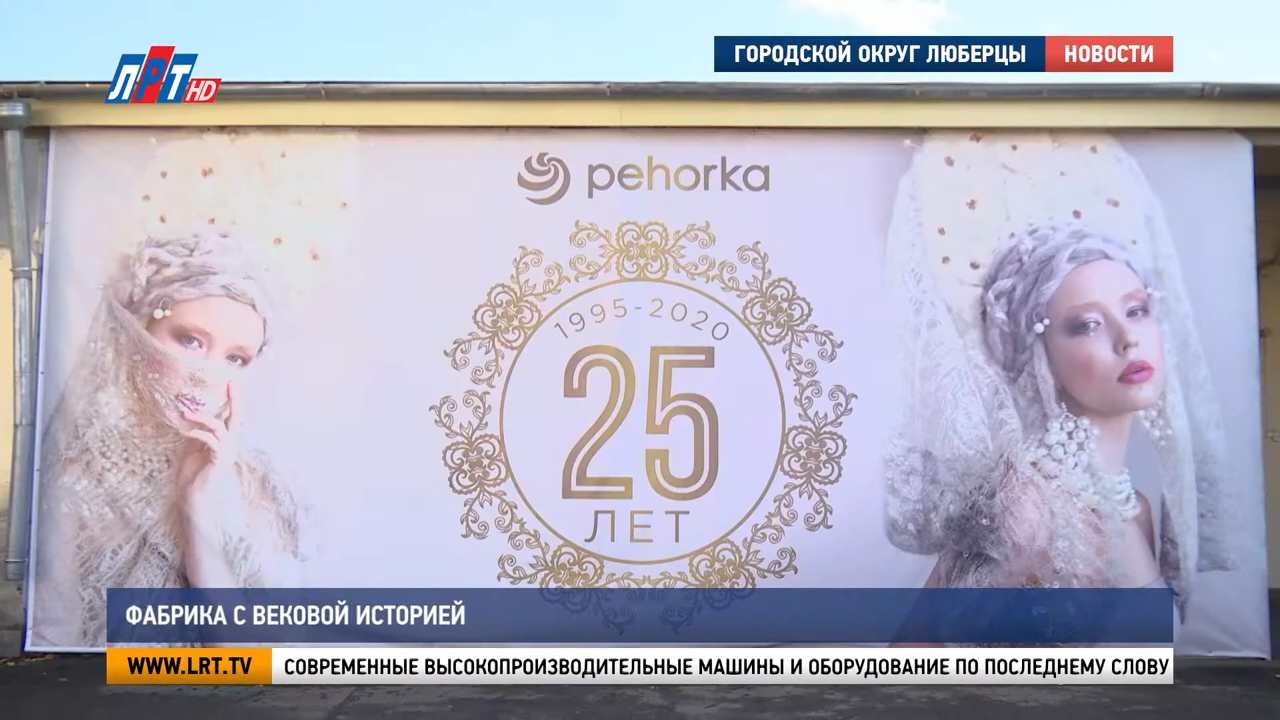 ЛРТ HD
ГОРОДСКОЙ ОКРУГ ЛЮБЕРЦЫ НОВОСТИ
pehorka
1995-2020
25
ЛЕТ
ФАБРИКА С ВЕКОВОЙ ИСТОРИЕЙ
WWW.LRT.TV СОВРЕМЕННЫЕ ВЫСОКОПРОИЗВОДИТЕЛЬНЫЕ МАШИНЫ И ОБОРУДОВАНИЕ ПО ПОСЛЕДНЕМУ СЛОВУ